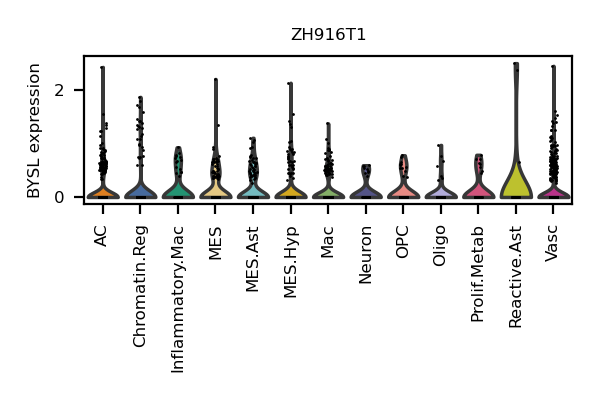 ZH916T1
BYSL expression
2
0
AC
Chromatin.Reg
Inflammatory.Mac
MES
MES.Ast
MES.Hyp
Mac
Neuron
OPC
Oligo
Prolif.Metab
Reactive.Ast
Vasc